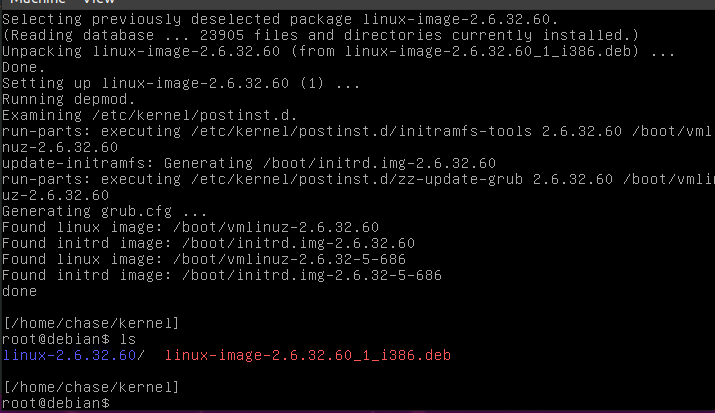 Machine View
Selecting previously deselected package linux-image-2.6.32.60.
(Reading database ... 23905 files and directories currently installed.)
Unpacking linux-image-2.6.32.60 (from linux-image-2.6.32.60_1_i386.deb) ...
Done.
Setting up linux-image-2.6.32.60 (1) ...
Running depmod.
Examining /etc/kernel/postinst.d.
run-parts: executing /etc/kernel/postinst.d/initramfs-tools 2.6.32.60 /boot/vml
nuz-2.6.32.60
update-initramfs: Generating /boot/initrd.img-2.6.32.60
run-parts: executing /etc/kernel/postinst.d/zz-update-grub 2.6.32.60 /boot/vmlin
uz-2.6.32.60
Generating grub.cfg ...
Found linux image: /boot/vmlinuz-2.6.32.60
Found initrd image: /boot/initrd.img-2.6.32.60
Found linux image: /boot/vmlinuz-2.6.32-5-686
Found initrd image: /boot/initrd.img-2.6.32-5-686
done
[/home/chase/kernel]
root@debian$ ls
linux-2.6.32.60/  linux-image-2.6.32.60_1_i386.deb
[/home/chase/kernel]
root@debian$